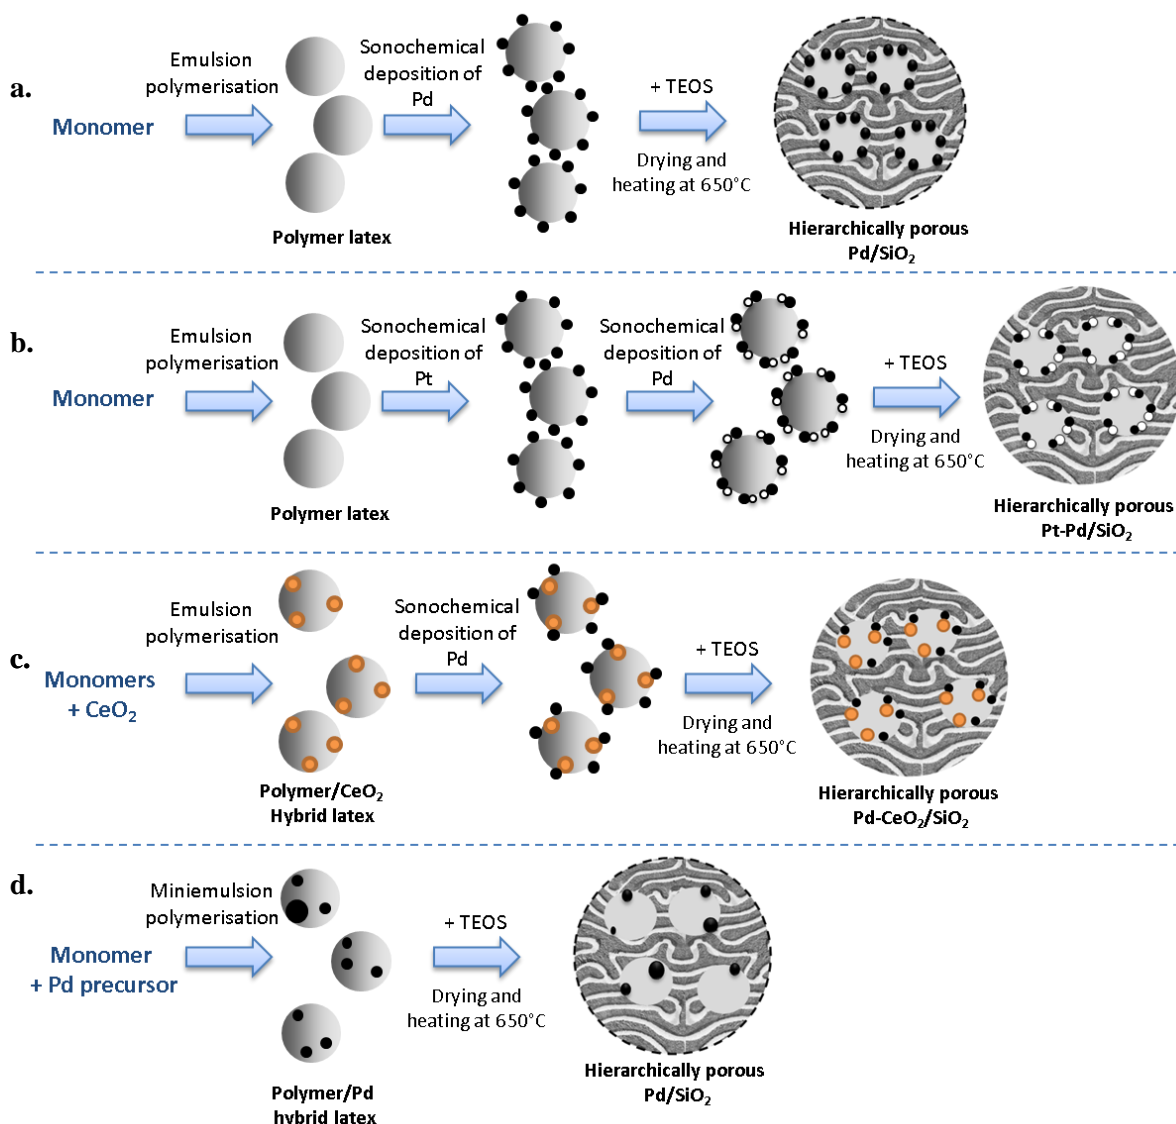 a.
Monomer
Emulsion
polymerisation
Polymer latex
Sonochemical
deposition of
Pd
+ TEOS
Drying and
heating at 650°C
Hierarchically porous
Pd/SiO₂
b.
Monomer
Emulsion
polymerisation
Polymer latex
Sonochemical
deposition of
Pt
Sonochemical
deposition of
Pd
+ TEOS
Drying and
heating at 650°C
Hierarchically porous
Pt-Pd/SiO₂
c.
Monomers
+ CeO₂
Emulsion
polymerisation
Polymer/CeO₂
Hybrid latex
Sonochemical
deposition of
Pd
+ TEOS
Drying and
heating at 650°C
Hierarchically porous
Pd-CeO₂/SiO₂
d.
Monomer
+ Pd precursor
Miniemulsion
polymerisation
Polymer/Pd
hybrid latex
+ TEOS
Drying and
heating at 650°C
Hierarchically porous
Pd/SiO₂